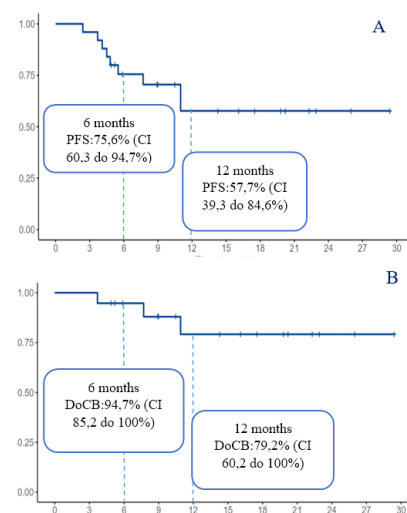 A
1.00
0.75
0.50
0.25
0.00
6 months
PFS:75,6% (CI
60,3 do 94,7%)
12 months
PFS:57,7% (CI
39,3 do 84,6%)
0 3 6 9 12 15 18 21 24 27 30
B
1.00
0.75
0.50
0.25
0.00
6 months
DoCB:94,7% (CI
85,2 do 100%)
12 months
DoCB:79,2% (CI
60,2 do 100%)
0 3 6 9 12 15 18 21 24 27 30